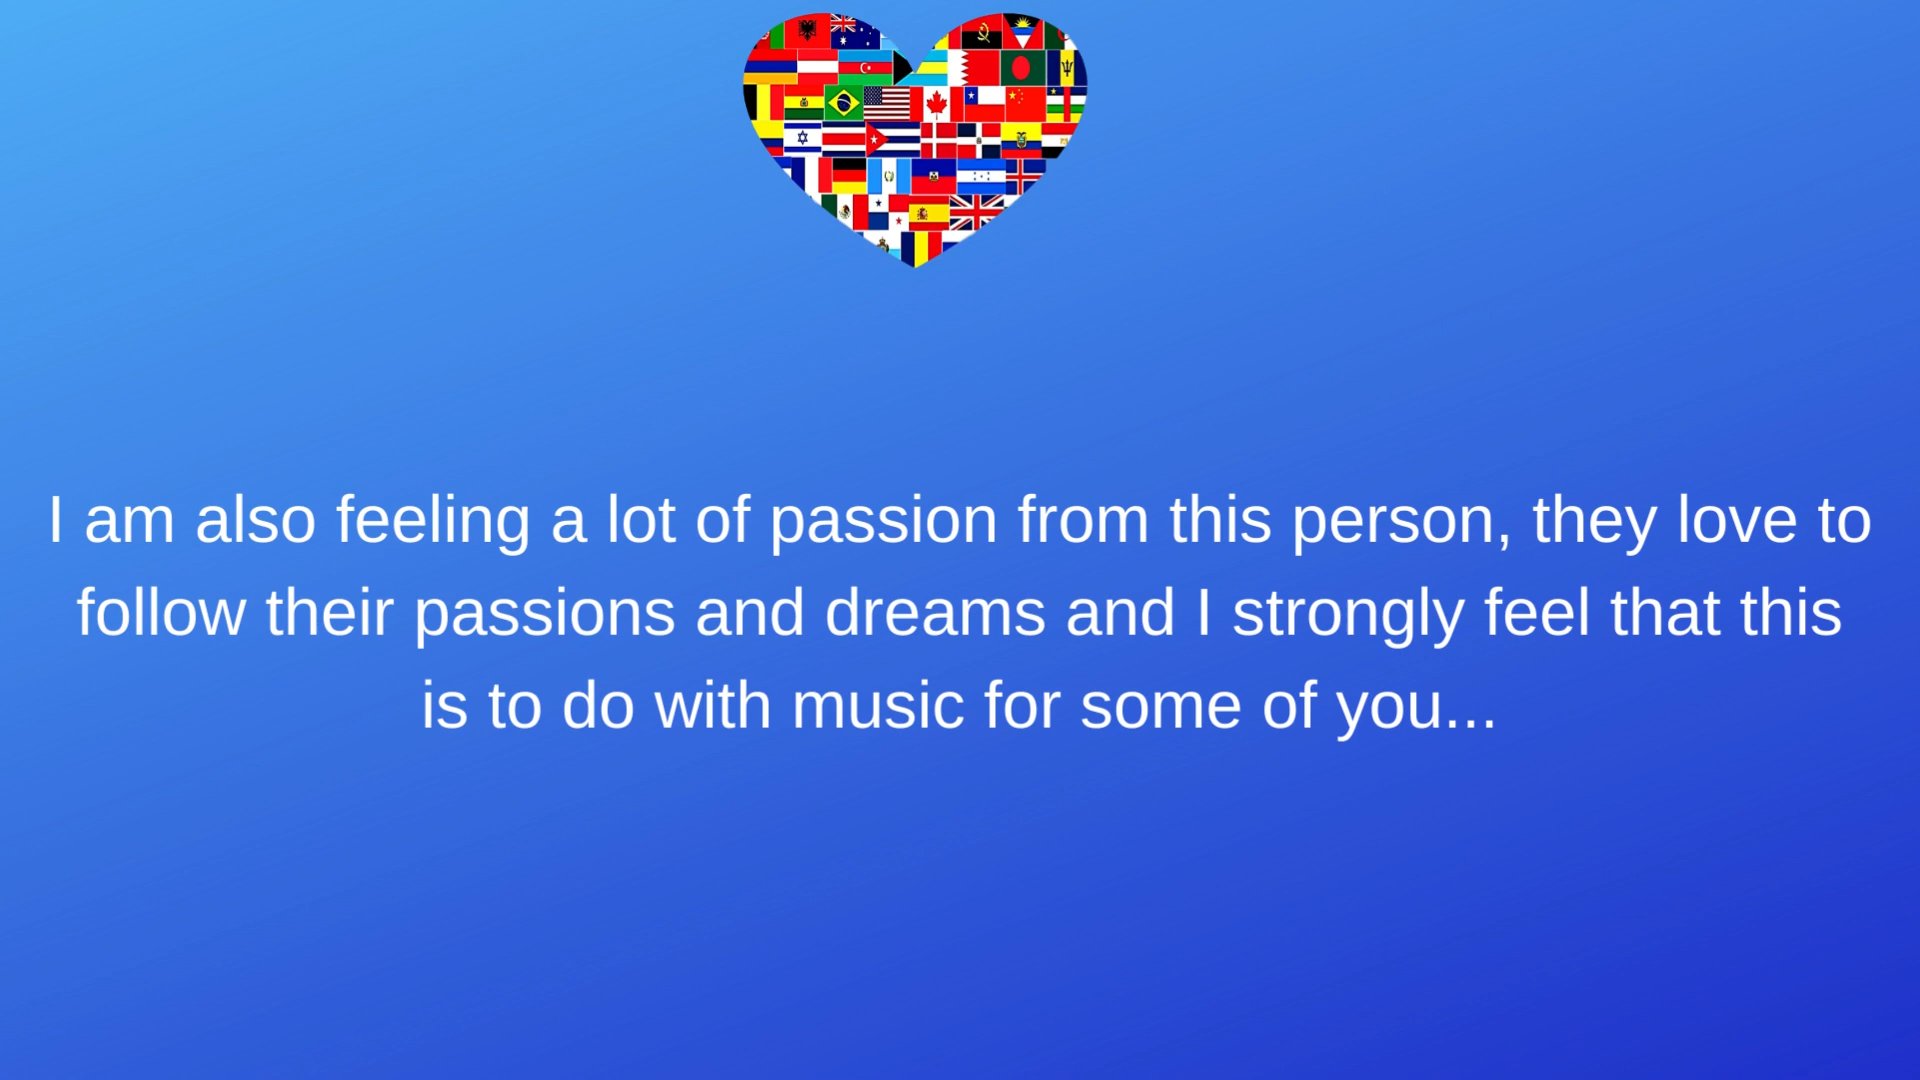 I am also feeling a lot of passion from this person, they love to
follow their passions and dreams and I strongly feel that this
is to do with music for some of you...